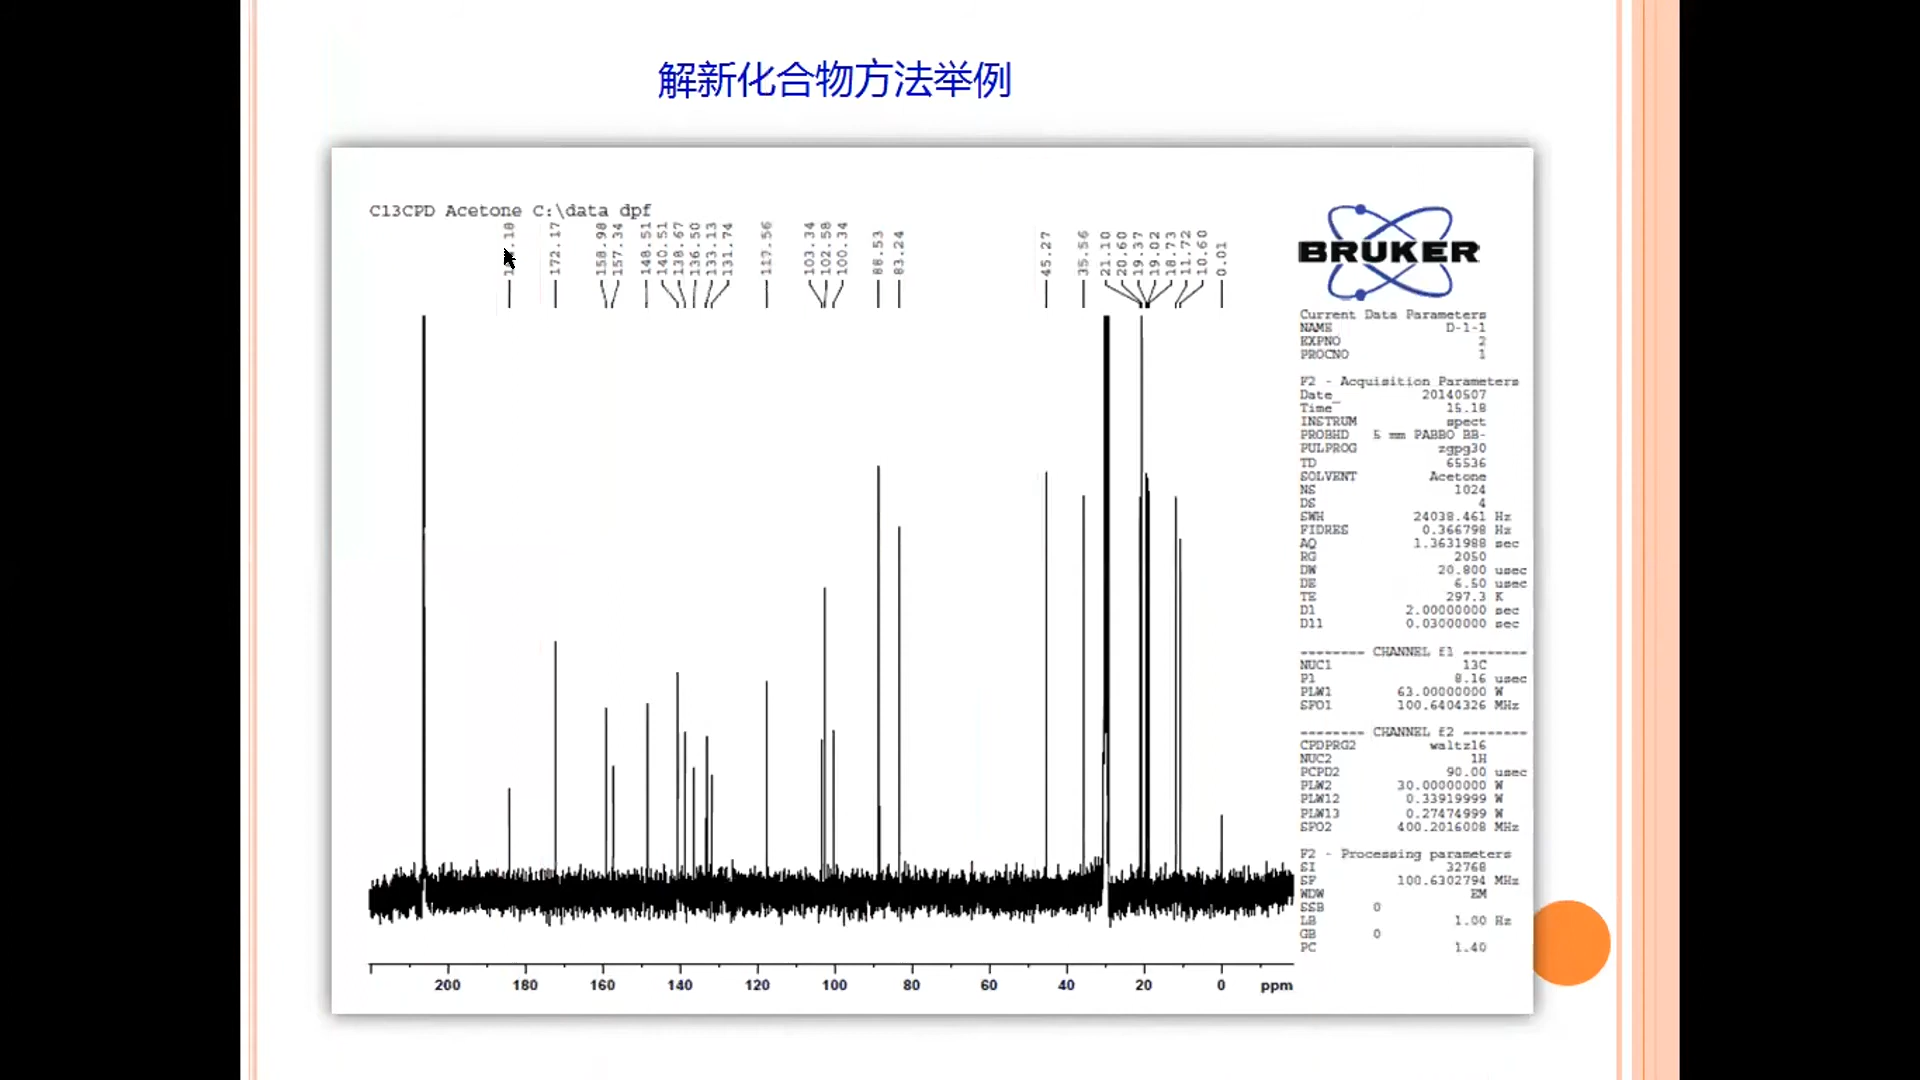 解新化合物方法举例
C13CPD Acetone C:\data dpf
172.17
158.98
157.34
148.51
140.51
138.67
136.50
133.13
131.74
117.56
103.34
102.58
100.34
88.53
83.24
45.27
35.56
21.10
20.60
19.37
19.02
18.73
11.72
10.60
0.01
BRUKER
Current Data Parameters
NAME D-1-1
EXPNO 2
PROCNO 1
F2 - Acquisition Parameters
Date_ 20140507
Time 15.18
INSTRUM spect
PROBHD 5 mm PABBO BB-
PULPROG zgpg30
TD 65536
SOLVENT Acetone
NS 1024
DS 4
SWH 24038.461 Hz
FIDRES 0.366798 Hz
AQ 1.3631988 sec
RG 2050
DW 20.800 usec
DE 6.50 usec
TE 297.3 K
D1 2.00000000 sec
D11 0.03000000 sec
======== CHANNEL f1 ========
NUC1 13C
P1 8.16 usec
PLW1 63.00000000 W
SFO1 100.6404326 MHz
======== CHANNEL f2 ========
CPDPRG2 waltz16
NUC2 1H
PCPD2 90.00 usec
PLW2 30.00000000 W
PLW12 0.33919999 W
PLW13 0.27474999 W
SFO2 400.2016008 MHz
F2 - Processing parameters
SI 32768
SF 100.6302794 MHz
WDW EM
SSB 0
LB 1.00 Hz
GB 0
PC 1.40
200 180 160 140 120 100 80 60 40 20 0 ppm